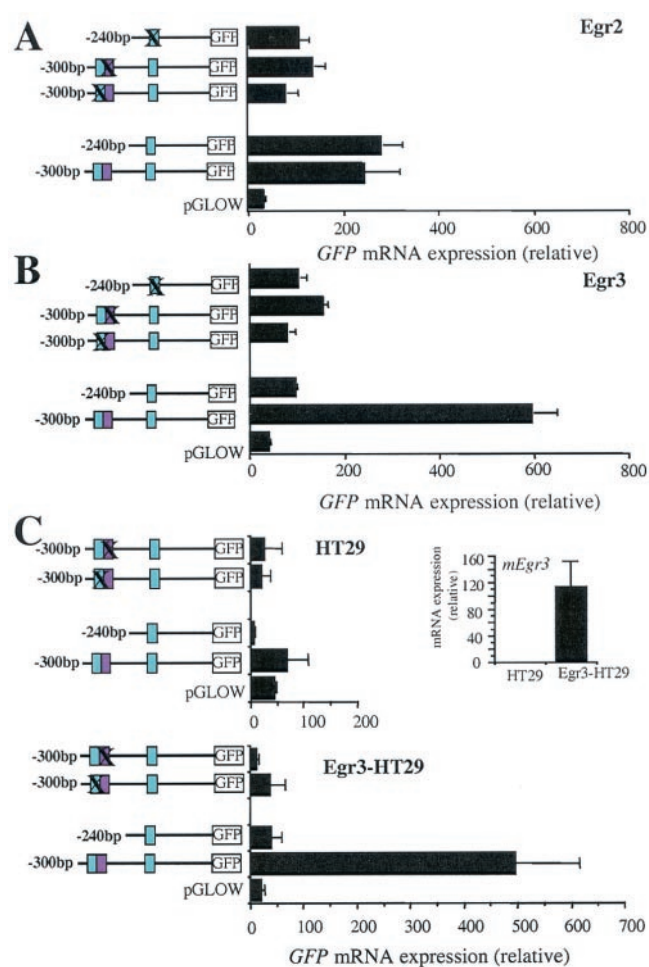 A
Egr2
-240bp
GFP
-300bp
GFP
-300bp
GFP
-240bp
GFP
-300bp
GFP
pGLOW
0 200 400 600 800
GFP mRNA expression (relative)
B
Egr3
-240bp
GFP
-300bp
GFP
-300bp
GFP
-240bp
GFP
-300bp
GFP
pGLOW
0 200 400 600 800
GFP mRNA expression (relative)
C
HT29
-300bp
GFP
-300bp
GFP
-240bp
GFP
-300bp
GFP
pGLOW
0 100 200
mRNA expression
(relative)
160
120
80
40
0
mEgr3
HT29 Egr3-HT29
Egr3-HT29
-300bp
GFP
-300bp
GFP
-240bp
GFP
-300bp
GFP
pGLOW
0 100 200 300 400 500 600 700
GFP mRNA expression (relative)